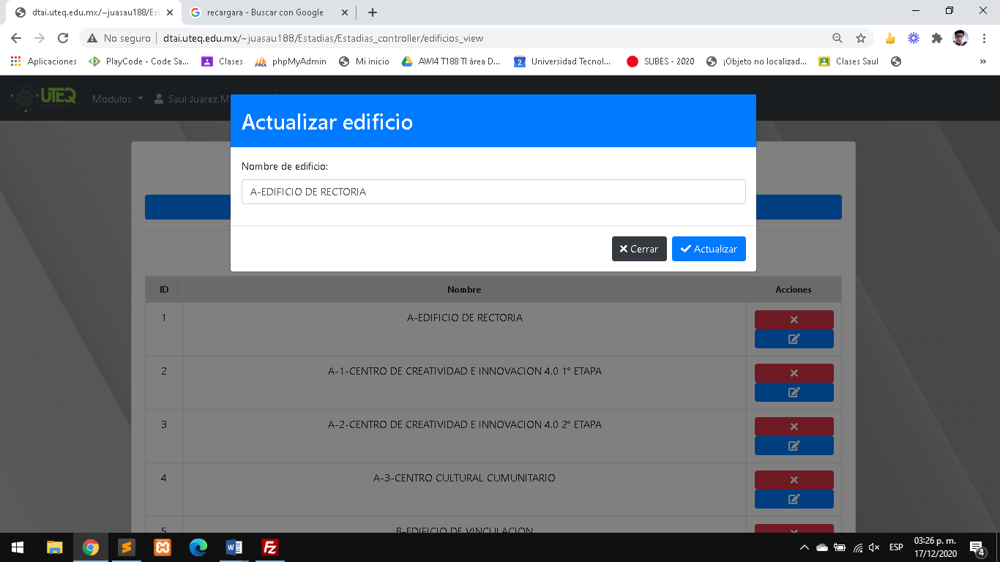 dtai.uteq.edu.mx/~juasau188/Est
recargara - Buscar con Google
No seguro
dtai.uteq.edu.mx/~juasau188/Estadias/Estadias_controller/edificios_view
Aplicaciones
PlayCode - Code Sa...
Clases
phpMyAdmin
Mi inicio
AWI4 T188 TI área D...
Universidad Tecnol...
SUBES - 2020
¡Objeto no localizad...
Clases Saul
UTEQ
Modulos
Saul Juarez M
Actualizar edificio
Nombre de edificio:
A-EDIFICIO DE RECTORIA
Cerrar
Actualizar
ID Nombre Acciones
1 A-EDIFICIO DE RECTORIA
2 A-1-CENTRO DE CREATIVIDAD E INNOVACION 4.0 1° ETAPA
3 A-2-CENTRO DE CREATIVIDAD E INNOVACION 4.0 2° ETAPA
4 A-3-CENTRO CULTURAL CUMUNITARIO
5 B-EDIFICIO DE VINCULACION
ESP
03:26 p. m.
17/12/2020
4